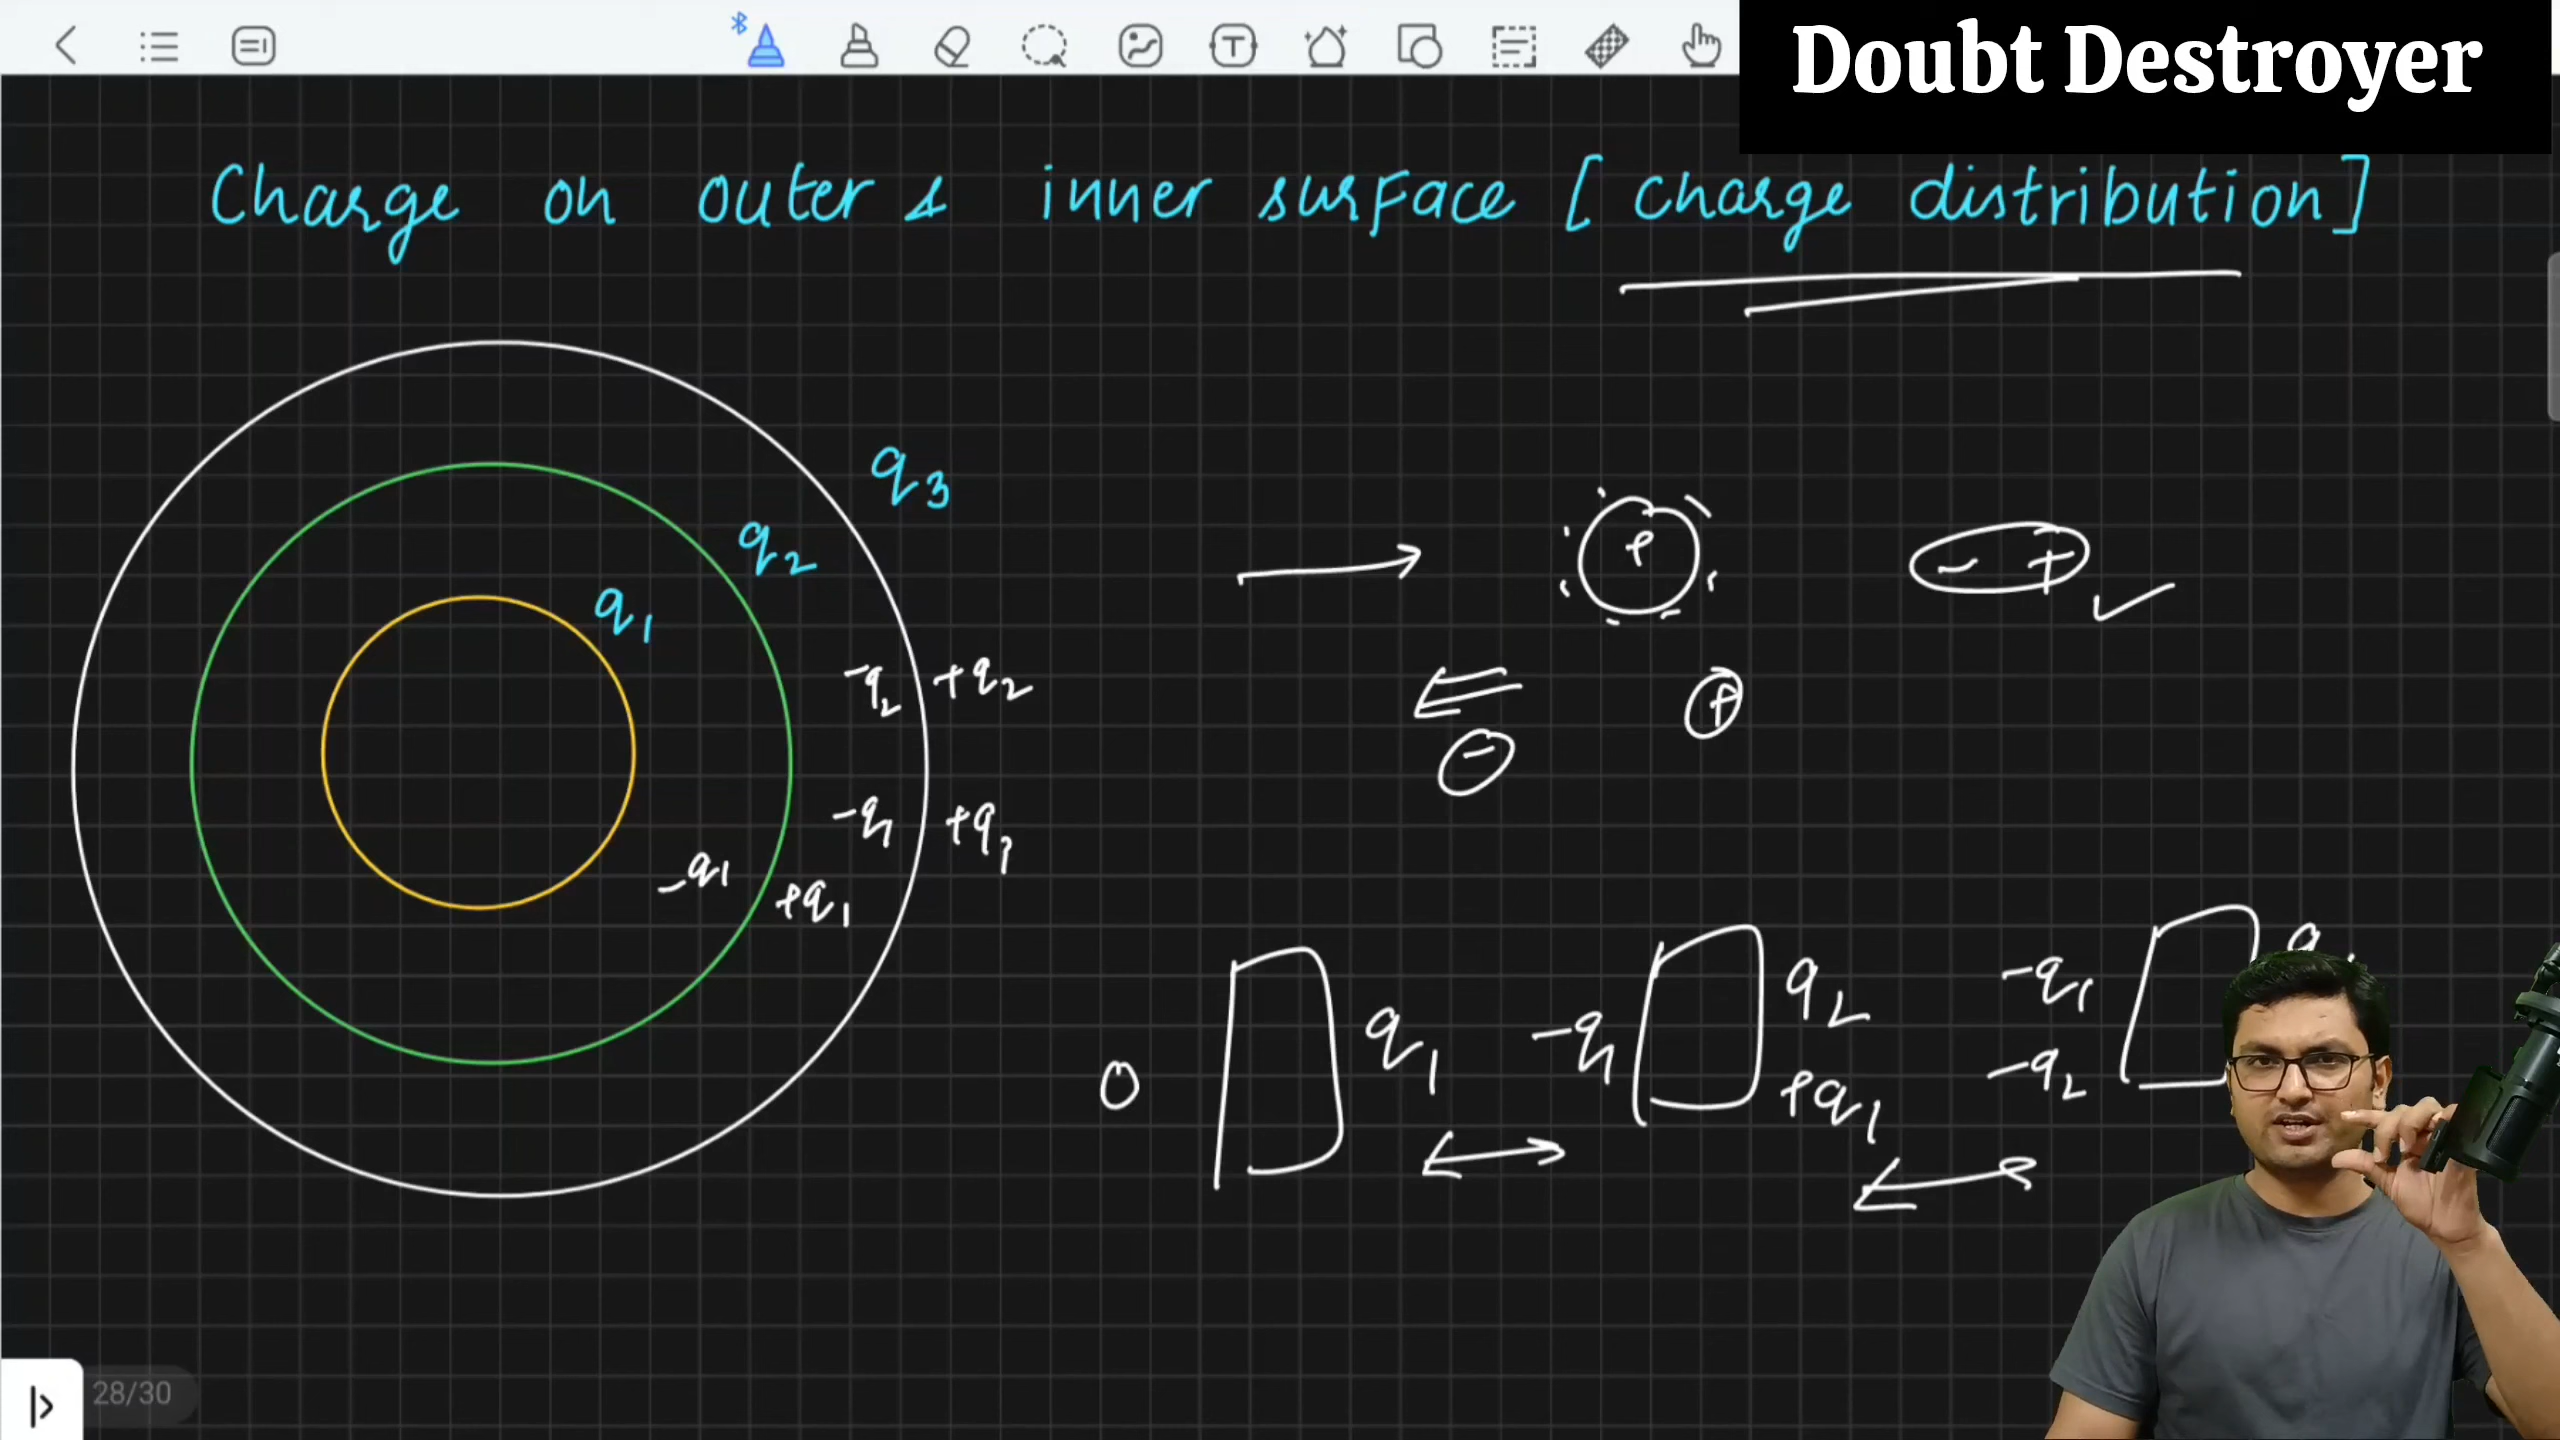 Doubt Destroyer
Charge on outer & inner surface [ charge distribution ]
q3
q2
q1
-q2 +q2
-q1
-q1 +q1
+
- +
- +
0 q1 -q1 q2 -q1
+q1 -q2
28/30